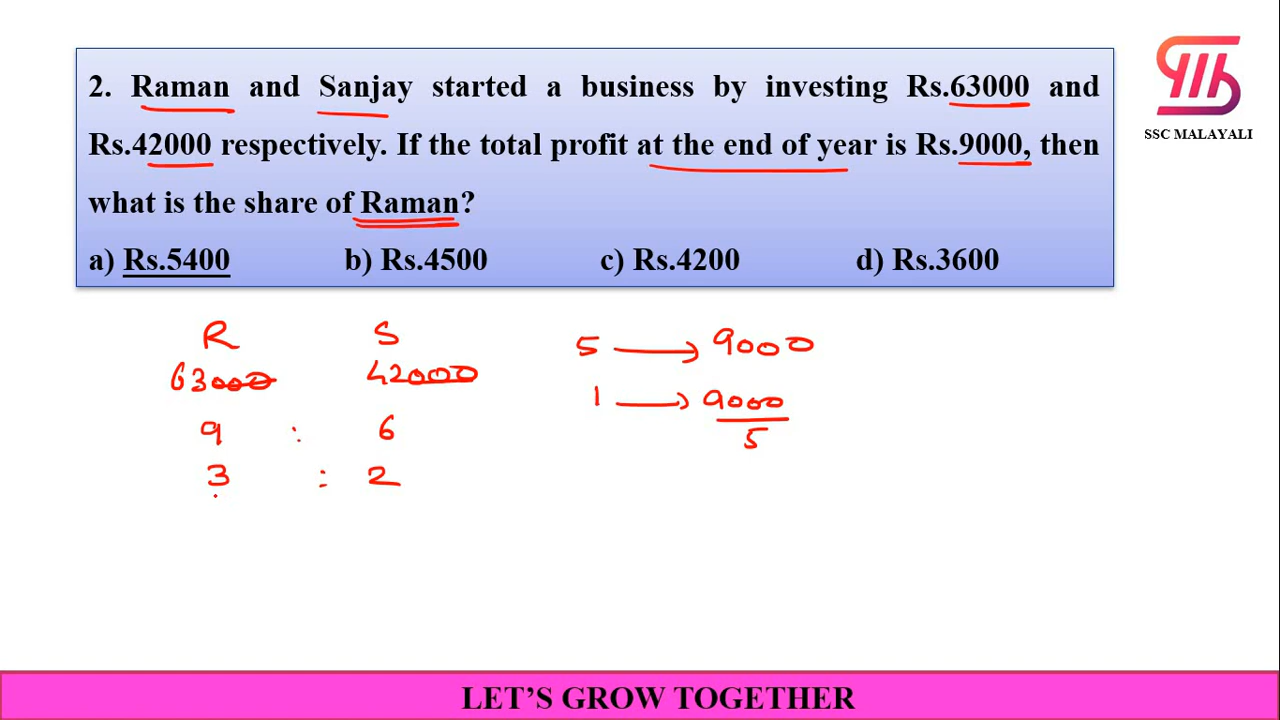 2. Raman and Sanjay started a business by investing Rs.63000 and
Rs.42000 respectively. If the total profit at the end of year is Rs.9000, then
what is the share of Raman?
a) Rs.5400 b) Rs.4500 c) Rs.4200 d) Rs.3600
SSC MALAYALI
R S
63000 42000
9 : 6
3 : 2
5 → 9000
1 → 9000
5
LET'S GROW TOGETHER